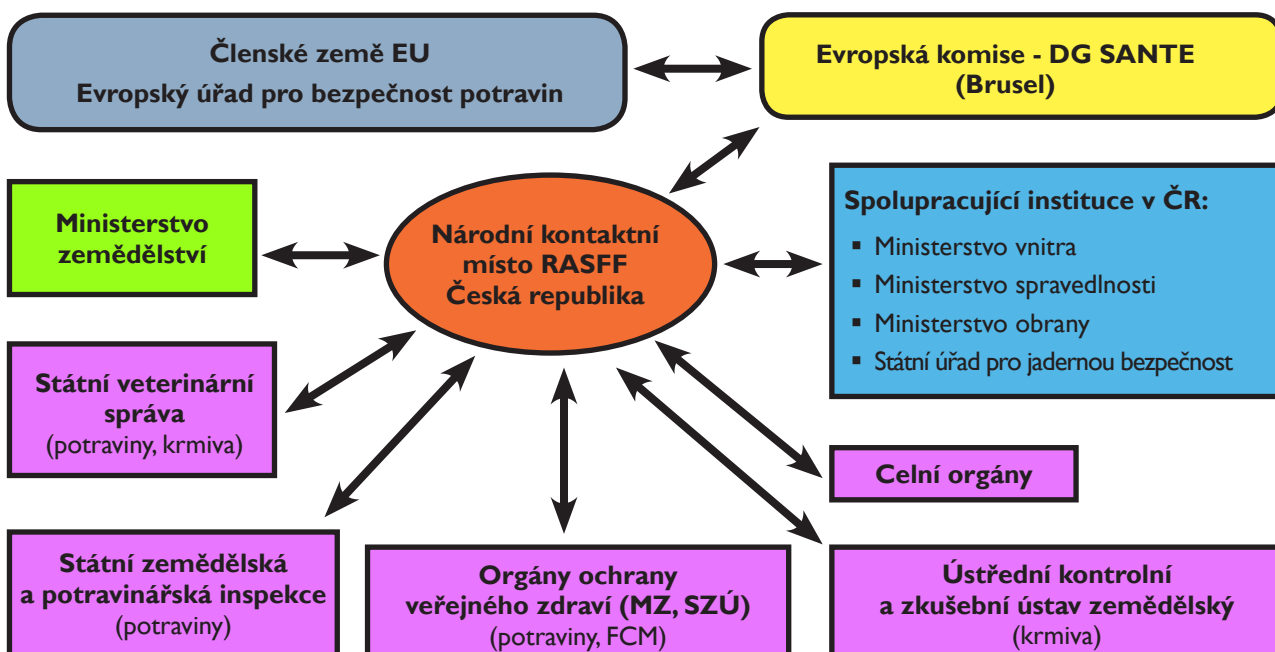 Členské země EU
Evropský úřad pro bezpečnost potravin
Evropská komise - DG SANTE
(Brusel)
Ministerstvo
zemědělství
Národní kontaktní
místo RASFF
Česká republika
Spolupracující instituce v ČR:
▪ Ministerstvo vnitra
▪ Ministerstvo spravedlnosti
▪ Ministerstvo obrany
▪ Státní úřad pro jadernou bezpečnost
Státní veterinární
správa
(potraviny, krmiva)
Celní orgány
Státní zemědělská
a potravinářská inspekce
(potraviny)
Orgány ochrany
veřejného zdraví (MZ, SZÚ)
(potraviny, FCM)
Ústřední kontrolní
a zkušební ústav zemědělský
(krmiva)